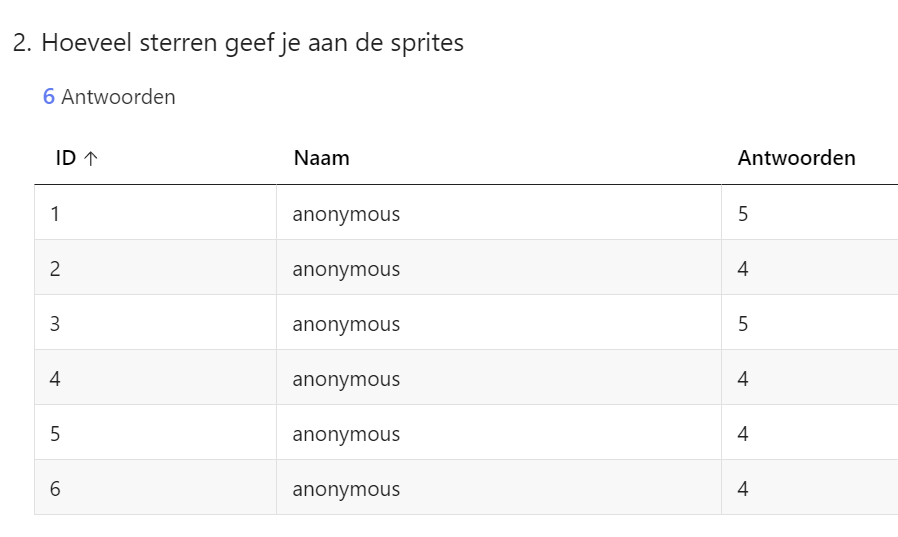 2. Hoeveel sterren geef je aan de sprites
6 Antwoorden
ID ↑ Naam Antwoorden
1 anonymous 5
2 anonymous 4
3 anonymous 5
4 anonymous 4
5 anonymous 4
6 anonymous 4